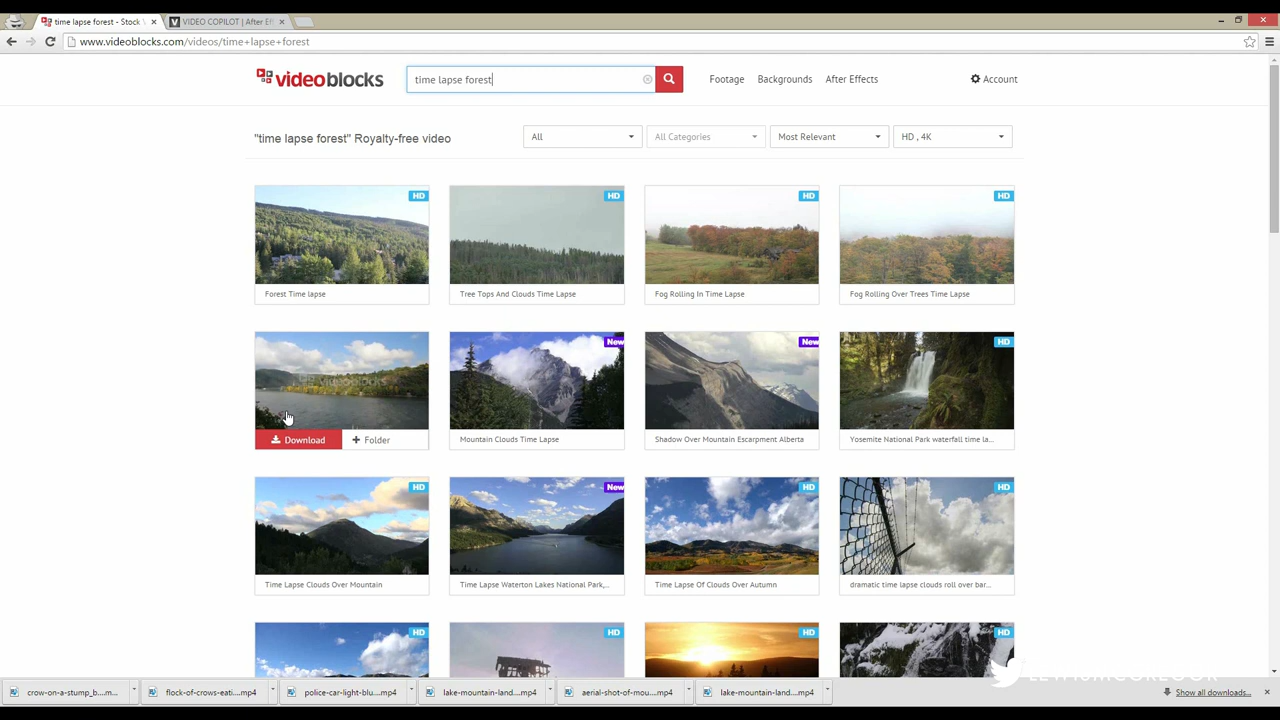 time lapse forest - Stock V
VIDEO COPILOT | After Eff
www.videoblocks.com/videos/time+lapse+forest
videoblocks
time lapse forest
Footage
Backgrounds
After Effects
Account
"time lapse forest" Royalty-free video
All
All Categories
Most Relevant
HD , 4K
HD
HD
HD
HD
Forest Time lapse
Tree Tops And Clouds Time Lapse
Fog Rolling In Time Lapse
Fog Rolling Over Trees Time Lapse
videoblocks
New
New
HD
Download
Folder
Mountain Clouds Time Lapse
Shadow Over Mountain Escarpment Alberta
Yosemite National Park waterfall time la...
HD
New
HD
HD
Time Lapse Clouds Over Mountain
Time Lapse Waterton Lakes National Park,...
Time Lapse Of Clouds Over Autumn
dramatic time lapse clouds roll over bar...
HD
HD
HD
HD
crow-on-a-stump_b....m...
flock-of-crows-eati....mp4
police-car-light-blu....mp4
lake-mountain-land....mp4
aerial-shot-of-mou....mp4
lake-mountain-land....mp4
Show all downloads...